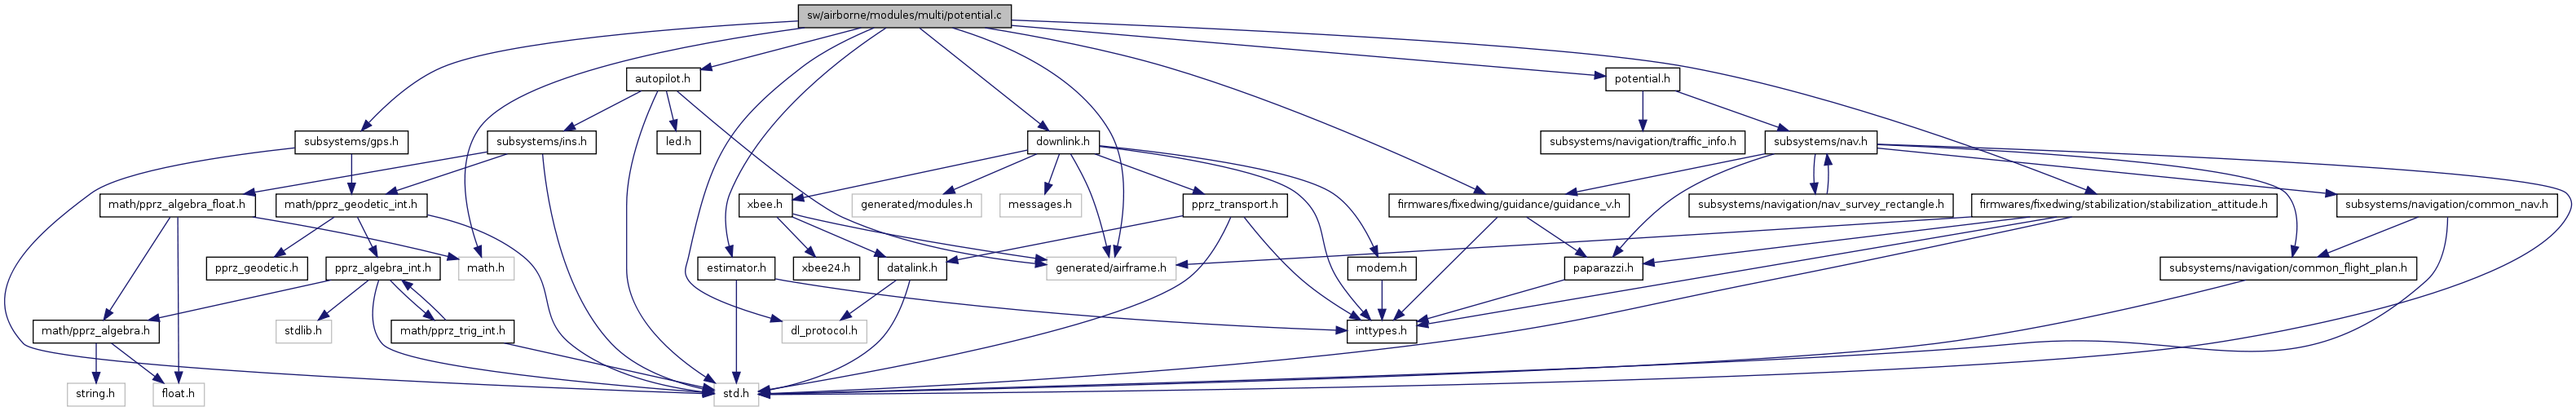 sw/airborne/modules/multi/potential.c
autopilot.h
potential.h
subsystems/gps.h
subsystems/ins.h
led.h
downlink.h
subsystems/navigation/traffic_info.h
subsystems/nav.h
math/pprz_algebra_float.h
math/pprz_geodetic_int.h
xbee.h
generated/modules.h
messages.h
pprz_transport.h
firmwares/fixedwing/guidance/guidance_v.h
subsystems/navigation/nav_survey_rectangle.h
firmwares/fixedwing/stabilization/stabilization_attitude.h
subsystems/navigation/common_nav.h
pprz_geodetic.h
pprz_algebra_int.h
math.h
estimator.h
xbee24.h
datalink.h
generated/airframe.h
modem.h
paparazzi.h
subsystems/navigation/common_flight_plan.h
math/pprz_algebra.h
stdlib.h
math/pprz_trig_int.h
dl_protocol.h
inttypes.h
string.h
float.h
std.h